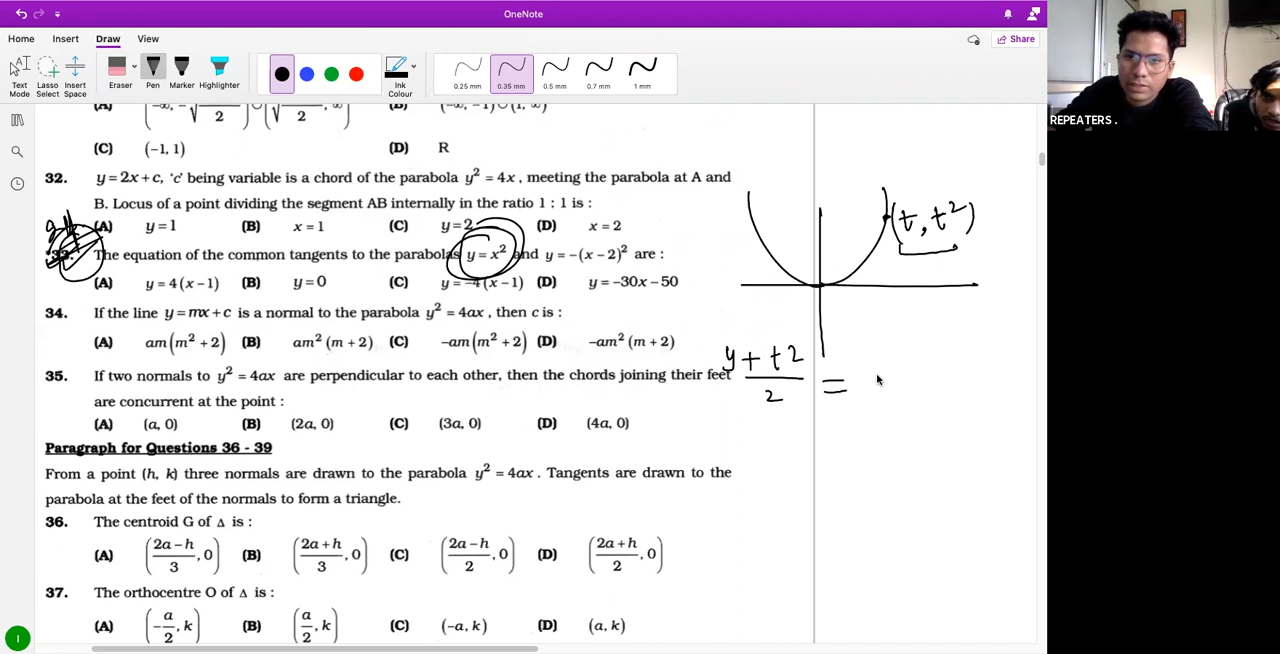 OneNote
Home Insert Draw View
Share
Text Mode
Lasso Select
Insert Space
Eraser
Pen
Marker
Highlighter
Ink Colour
0.25 mm 0.35 mm 0.5 mm 0.7 mm 1 mm
REPEATERS .
(C) (-1, 1) (D) R
32. y = 2x + c, 'c' being variable is a chord of the parabola y² = 4x, meeting the parabola at A and
B. Locus of a point dividing the segment AB internally in the ratio 1 : 1 is :
(A) y = 1 (B) x = 1 (C) y = 2 (D) x = 2
The equation of the common tangents to the parabolas y = x² and y = -(x - 2)² are :
(A) y = 4(x - 1) (B) y = 0 (C) y = -4(x - 1) (D) y = -30x - 50
34. If the line y = mx + c is a normal to the parabola y² = 4ax, then c is :
(A) am(m² + 2) (B) am²(m + 2) (C) -am(m² + 2) (D) -am²(m + 2)
35. If two normals to y² = 4ax are perpendicular to each other, then the chords joining their feet
are concurrent at the point :
(A) (a, 0) (B) (2a, 0) (C) (3a, 0) (D) (4a, 0)
Paragraph for Questions 36 - 39
From a point (h, k) three normals are drawn to the parabola y² = 4ax. Tangents are drawn to the
parabola at the feet of the normals to form a triangle.
36. The centroid G of Δ is :
(A) ((2a - h)/3, 0) (B) ((2a + h)/3, 0) (C) ((2a - h)/2, 0) (D) ((2a + h)/2, 0)
37. The orthocentre O of Δ is :
(A) (-a/2, k) (B) (a/2, k) (C) (-a, k) (D) (a, k)
(t, t²)
y + t2
2
=